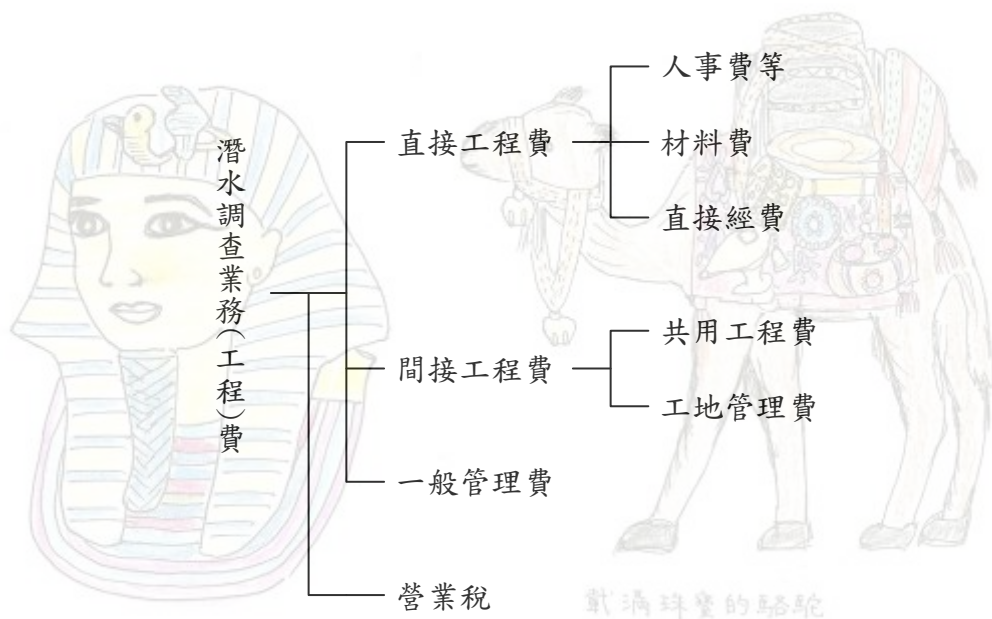 潛水調查業務(工程)費
直接工程費
人事費等
材料費
直接經費
間接工程費
共用工程費
工地管理費
一般管理費
營業稅
戴滿珠寶的駱駝